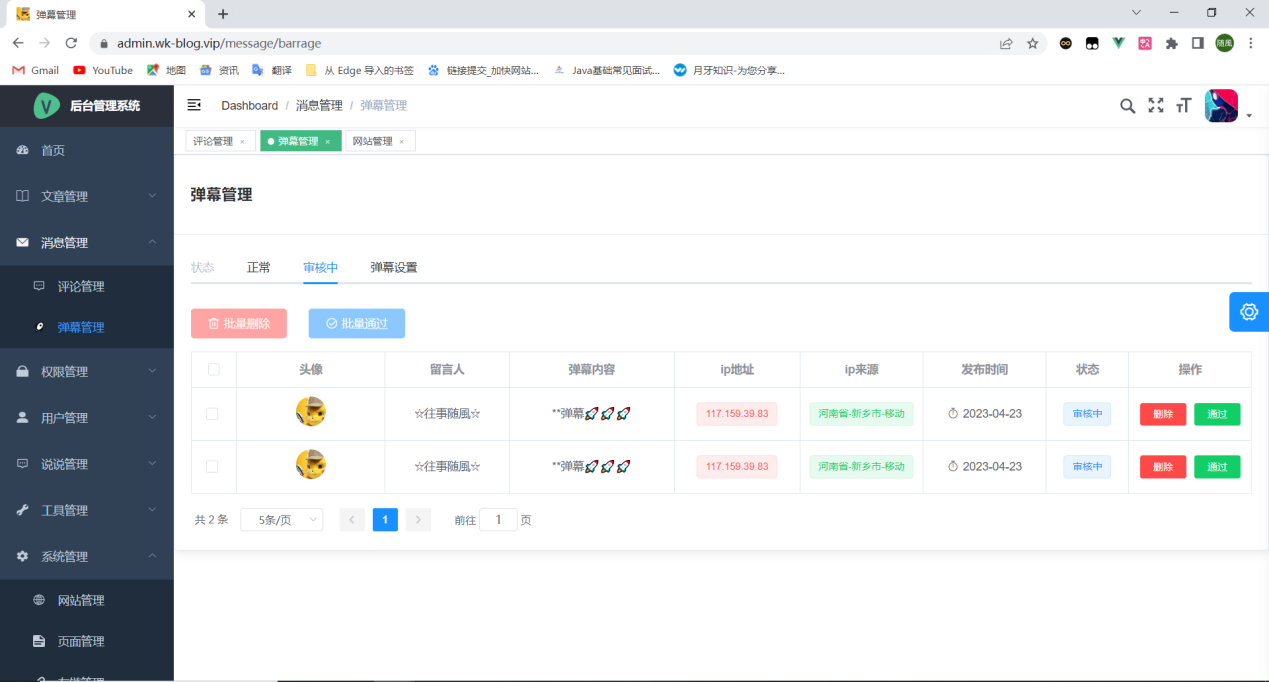 弹幕管理
admin.wk-blog.vip/message/barrage
随風
Gmail
YouTube
地图
资讯
翻译
从 Edge 导入的书签
链接提交_加快网站...
Java基础常见面试...
月牙知识-为您分享...
V
后台管理系统
首页
文章管理
消息管理
评论管理
弹幕管理
权限管理
用户管理
说说管理
工具管理
系统管理
网站管理
页面管理
Dashboard / 消息管理 / 弹幕管理
评论管理 ×
弹幕管理 ×
网站管理 ×
弹幕管理
状态 正常 审核中 弹幕设置
批量删除 批量通过
头像 留言人 弹幕内容 ip地址 ip来源 发布时间 状态 操作
☆往事随風☆ **弹幕🚀🚀🚀 117.159.39.83 河南省-新乡市-移动 2023-04-23 审核中 删除 通过
☆往事随風☆ **弹幕🚀🚀🚀 117.159.39.83 河南省-新乡市-移动 2023-04-23 审核中 删除 通过
共 2 条 5条/页 1 前往 1 页